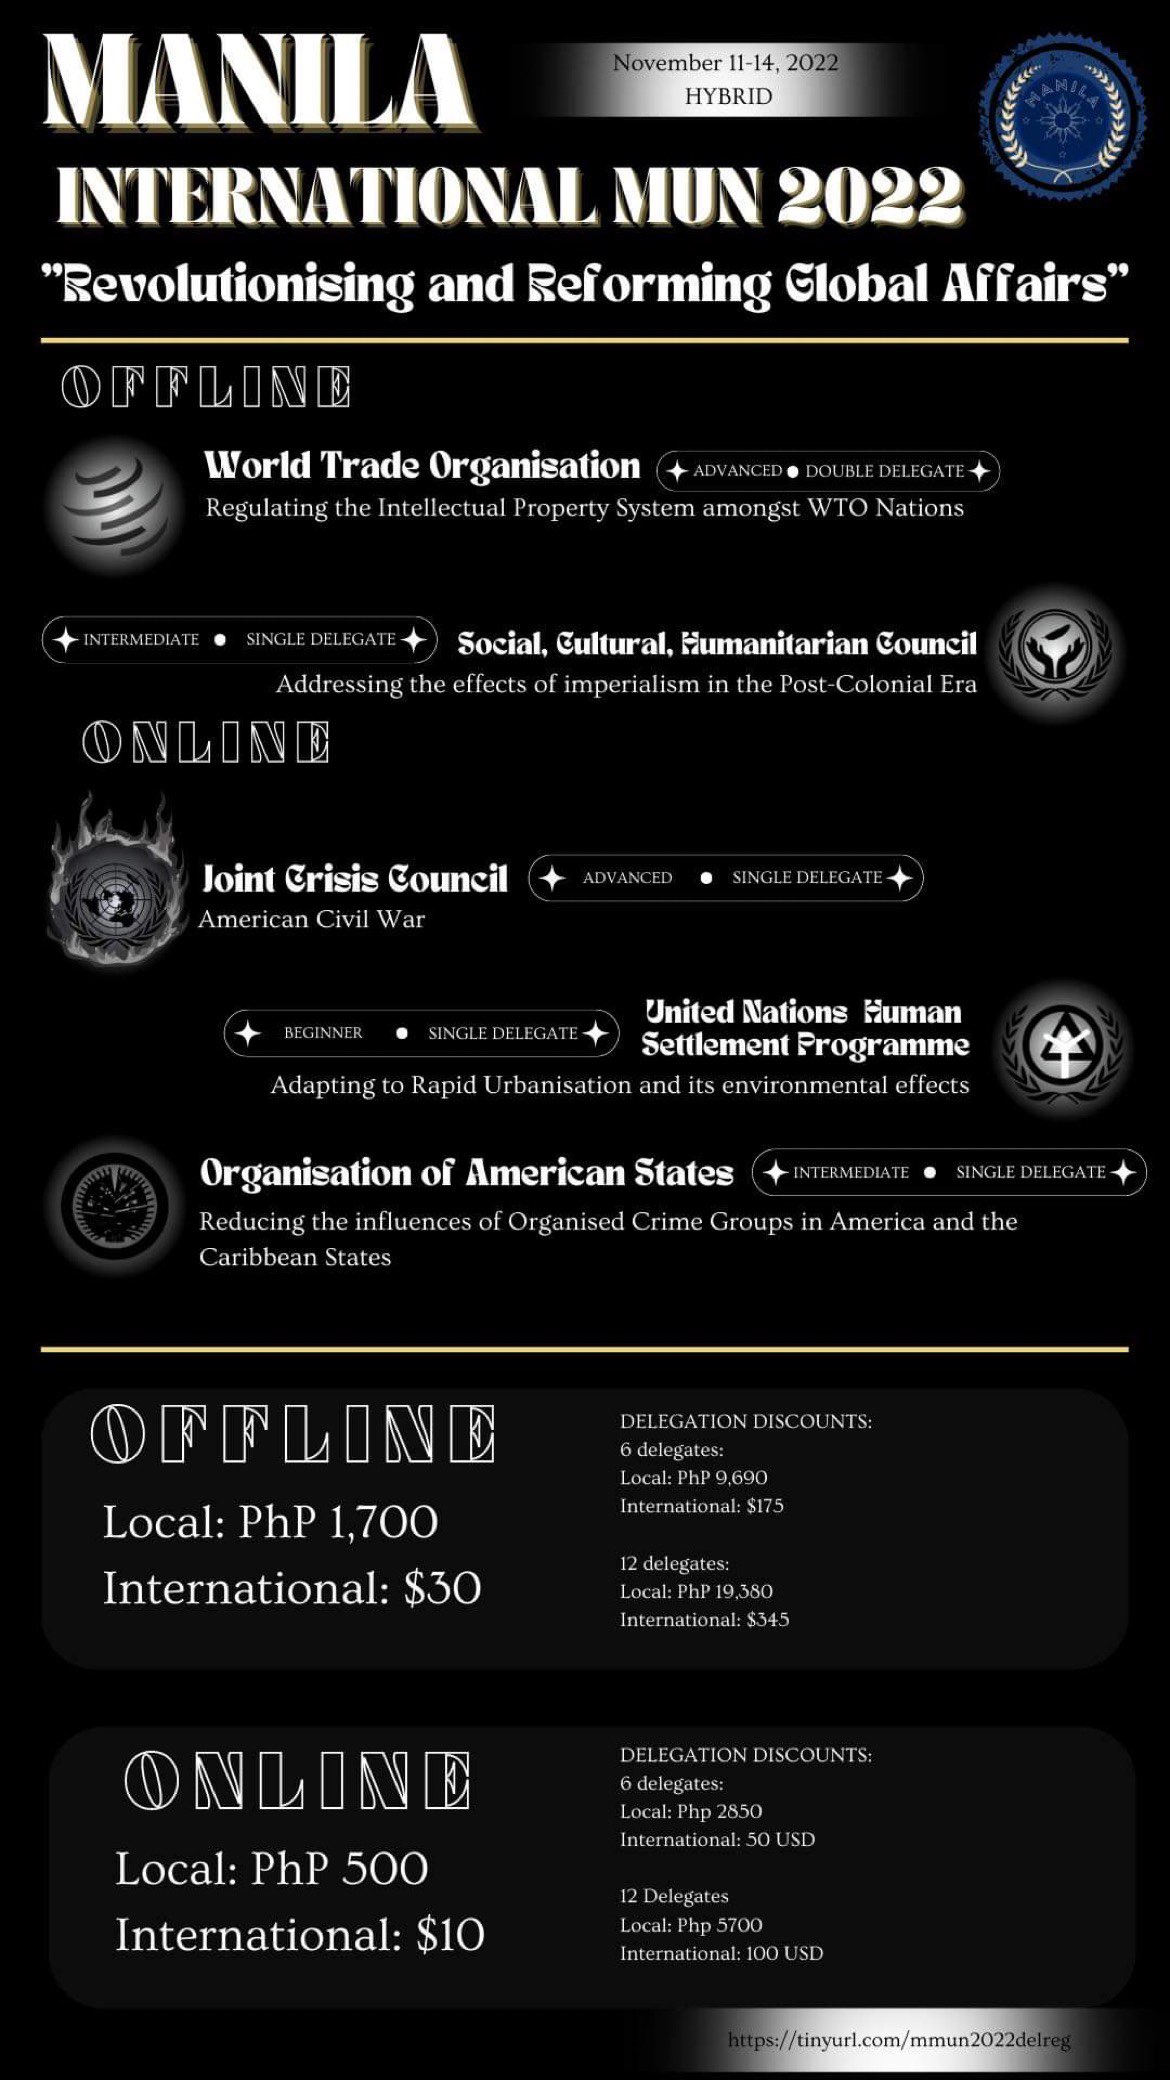 MANILA
November 11-14, 2022
HYBRID
MANILA
INTERNATIONAL MUN 2022
"Revolutionising and Reforming Global Affairs"
OFFLINE
World Trade Organisation
ADVANCED ● DOUBLE DELEGATE
Regulating the Intellectual Property System amongst WTO Nations
INTERMEDIATE ● SINGLE DELEGATE
Social, Cultural, Humanitarian Council
Addressing the effects of imperialism in the Post-Colonial Era
ONLINE
Joint Crisis Council
ADVANCED ● SINGLE DELEGATE
American Civil War
BEGINNER ● SINGLE DELEGATE
United Nations Human
Settlement Programme
Adapting to Rapid Urbanisation and its environmental effects
Organisation of American States
INTERMEDIATE ● SINGLE DELEGATE
Reducing the influences of Organised Crime Groups in America and the
Caribbean States
OFFLINE
Local: PhP 1,700
International: $30
DELEGATION DISCOUNTS:
6 delegates:
Local: PhP 9,690
International: $175
12 delegates:
Local: PhP 19,380
International: $345
ONLINE
Local: PhP 500
International: $10
DELEGATION DISCOUNTS:
6 delegates:
Local: Php 2850
International: 50 USD
12 Delegates
Local: Php 5700
International: 100 USD
https://tinyurl.com/mmun2022delreg